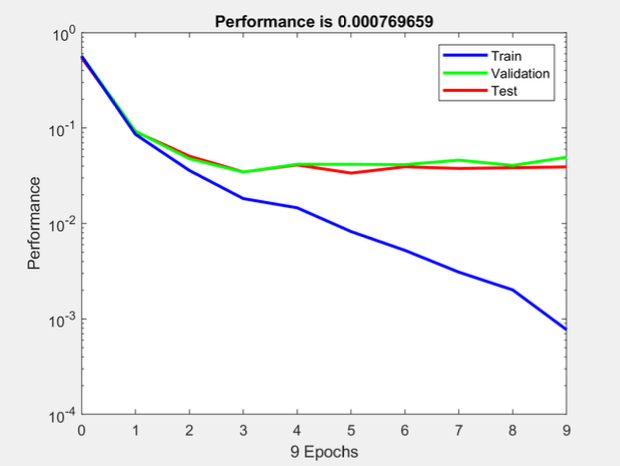 Performance is 0.000769659
10^0
10^-1
10^-2
10^-3
10^-4
Performance
Train
Validation
Test
0 1 2 3 4 5 6 7 8 9
9 Epochs